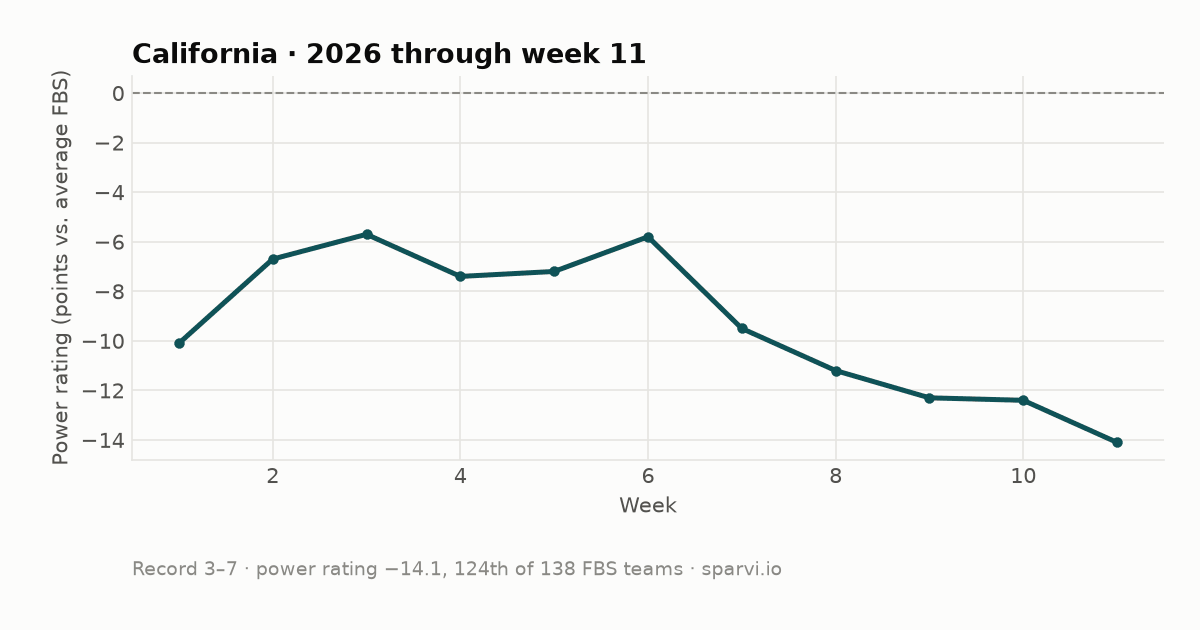 California · 2026 through week 11
Power rating (points vs. average FBS)
0
−2
−4
−6
−8
−10
−12
−14
2 4 6 8 10
Week
Record 3–7 · power rating −14.1, 124th of 138 FBS teams · sparvi.io